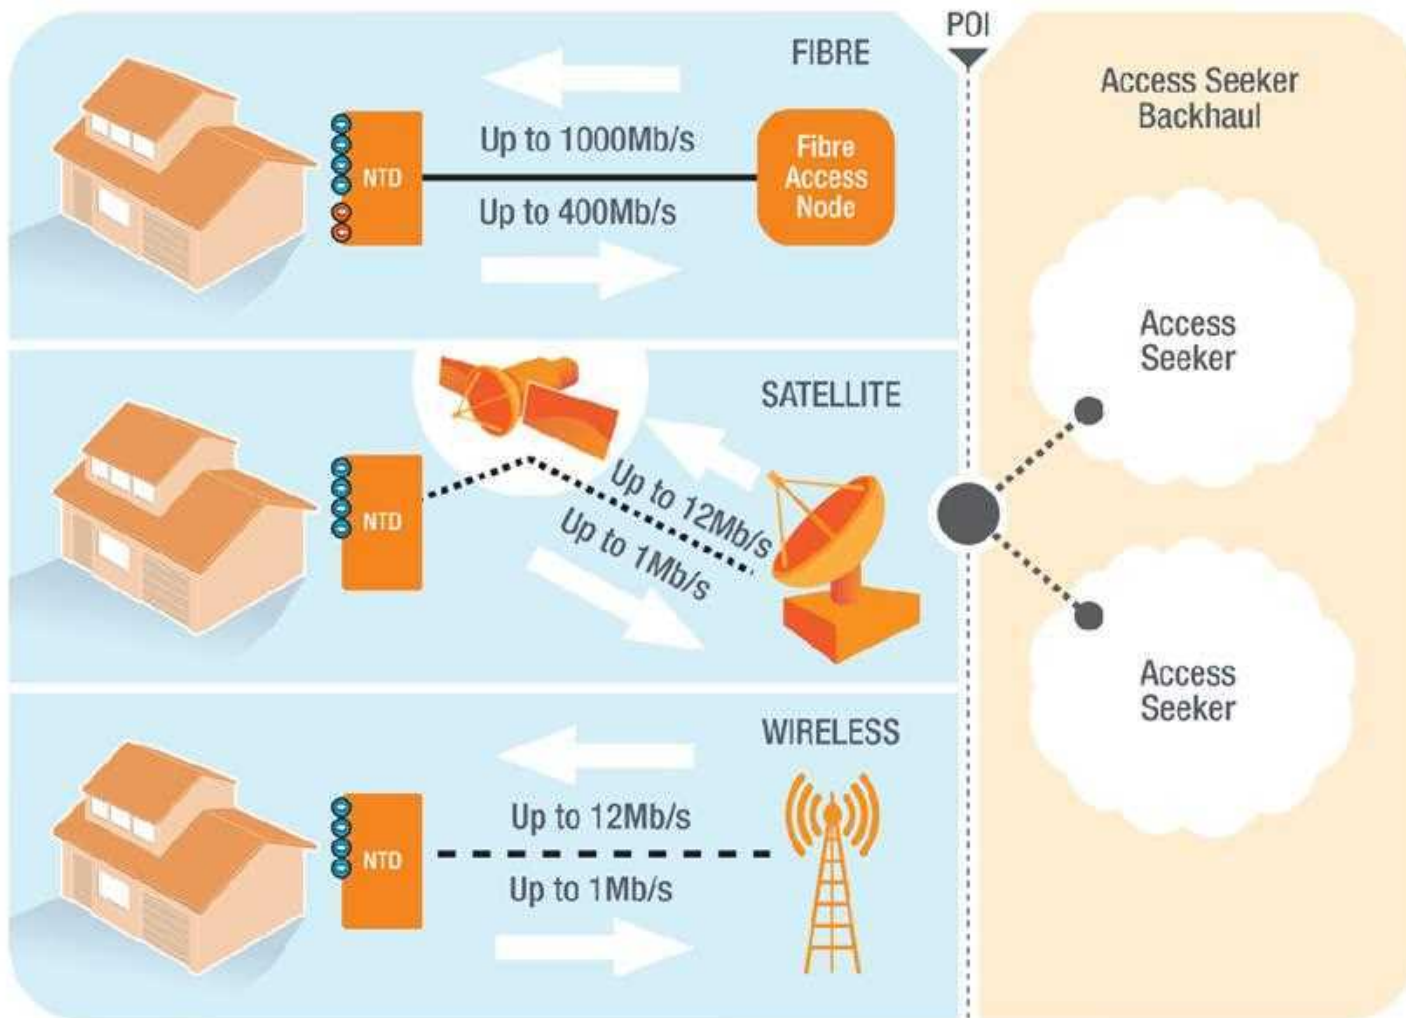 POI
FIBRE
Up to 1000Mb/s
NTD
Fibre
Access
Node
Up to 400Mb/s
SATELLITE
NTD
Up to 12Mb/s
Up to 1Mb/s
WIRELESS
Up to 12Mb/s
NTD
Up to 1Mb/s
Access Seeker
Backhaul
Access
Seeker
Access
Seeker